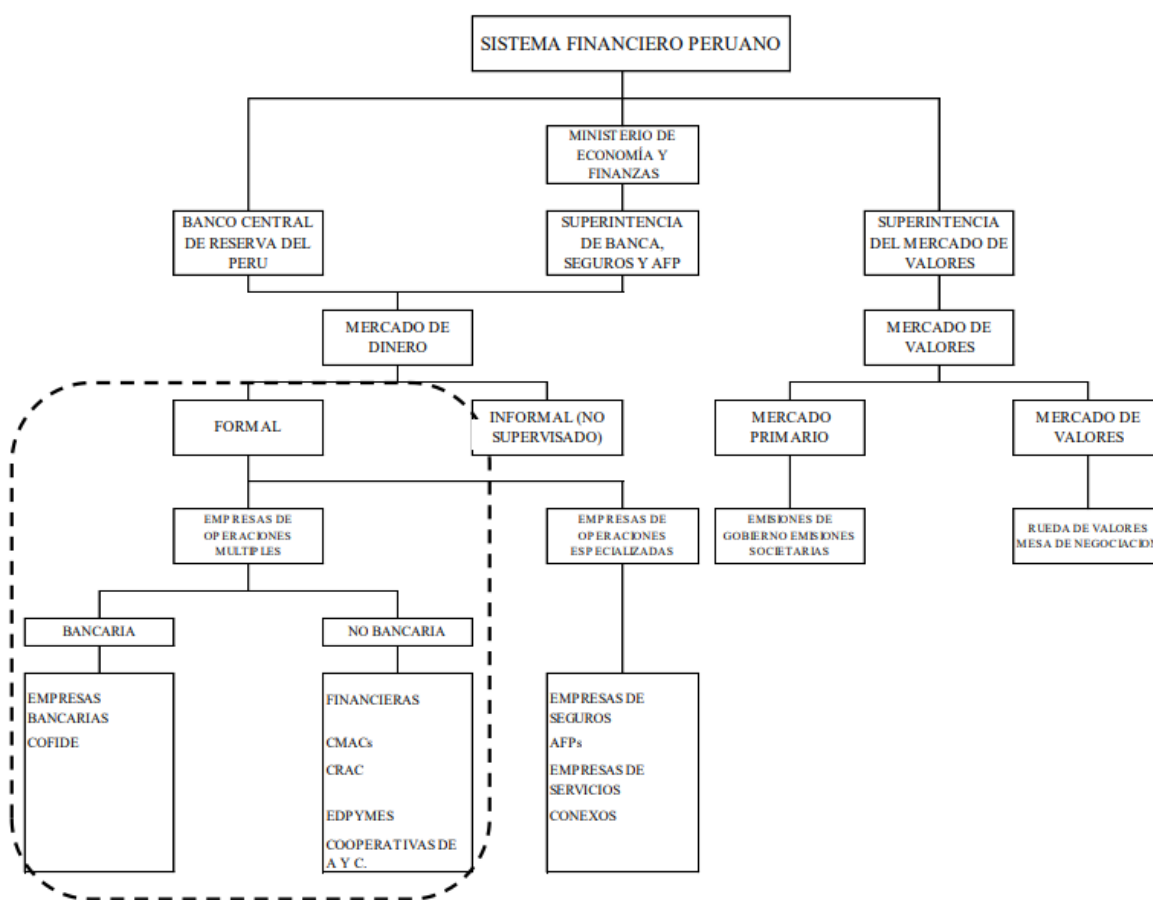 SISTEMA FINANCIERO PERUANO
MINISTERIO DE
ECONOMÍA Y
FINANZAS
BANCO CENTRAL
DE RESERVA DEL
PERU
SUPERINTENCIA
DE BANCA,
SEGUROS Y AFP
SUPERINTENCIA
DEL MERCADO DE
VALORES
MERCADO DE
DINERO
MERCADO DE
VALORES
FORMAL
INFORMAL (NO
SUPERVISADO)
MERCADO
PRIMARIO
MERCADO DE
VALORES
EMPRESAS DE
OPERACIONES
MULTIPLES
EMPRESAS DE
OPERACIONES
ESPECIALIZADAS
EMISIONES DE
GOBIERNO EMISIONES
SOCIETARIAS
RUEDA DE VALORES
MESA DE NEGOCIACION
BANCARIA
NO BANCARIA
EMPRESAS
BANCARIAS
COFIDE
FINANCIERAS
CMACs
CRAC
EDPYMES
COOPERATIVAS DE
A Y C.
EMPRESAS DE
SEGUROS
AFPs
EMPRESAS DE
SERVICIOS
CONEXOS